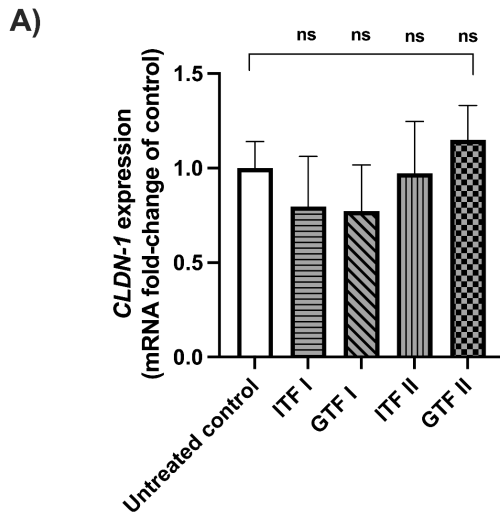 A)
ns ns ns ns
CLDN-1 expression
(mRNA fold-change of control)
1.5
1.0
0.5
0.0
Untreated control
ITF I
GTF I
ITF II
GTF II